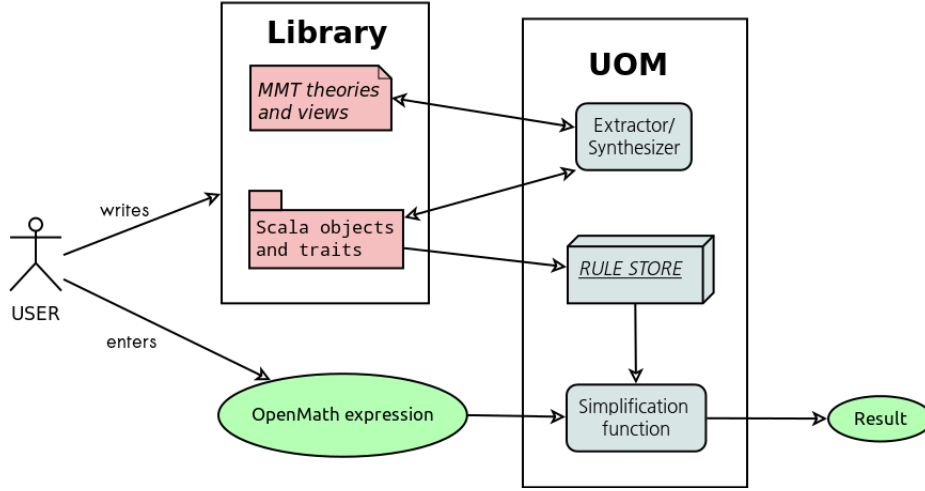 Library
MMT theories
and views
Scala objects
and traits
UOM
Extractor/
Synthesizer
RULE STORE
Simplification
function
writes
USER
enters
OpenMath expression
Result